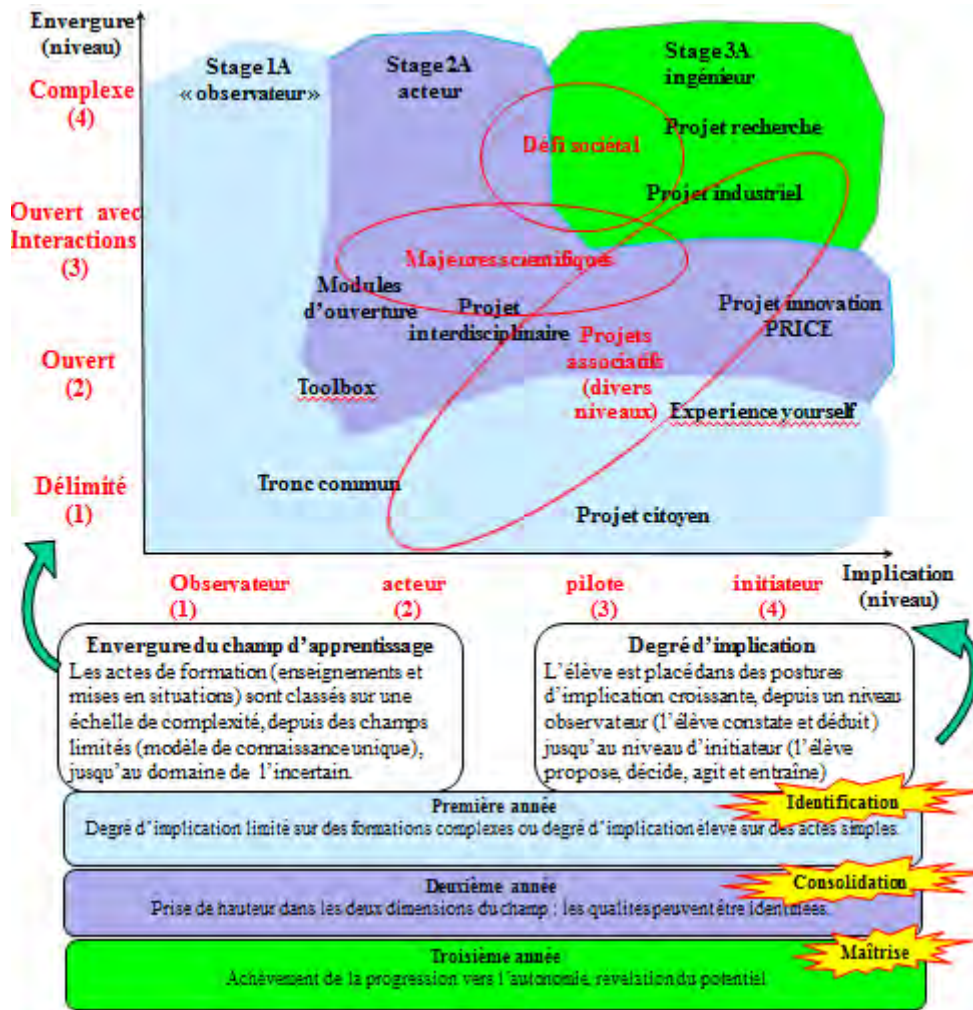 Envergure
(niveau)
Complexe
(4)
Ouvert avec
Interactions
(3)
Ouvert
(2)
Délimité
(1)
Stage 1A
« observateur »
Stage 2A
acteur
Stage 3A
ingénieur
Projet recherche
Défi sociétal
Projet industriel
Majeures scientifiques
Modules
d’ouverture
Projet
interdisciplinaire
Projet innovation
PRICE
Projets
associatifs
(divers
niveaux)
Toolbox
Experience yourself
Tronc commun
Projet citoyen
Observateur
(1)
acteur
(2)
pilote
(3)
initiateur
(4)
Implication
(niveau)
Envergure du champ d’apprentissage
Les actes de formation (enseignements et
mises en situations) sont classés sur une
échelle de complexité, depuis des champs
limités (modèle de connaissance unique),
jusqu’au domaine de l’incertain.
Degré d’implication
L’élève est placé dans des postures
d’implication croissante, depuis un niveau
observateur (l’élève constate et déduit)
jusqu’au niveau d’initiateur (l’élève
propose, décide, agit et entraîne)
Identification
Première année
Degré d’implication limité sur des formations complexes ou degré d’implication élevé sur des actes simples.
Consolidation
Deuxième année
Prise de hauteur dans les deux dimensions du champ : les qualités peuvent être identifiées.
Maîtrise
Troisième année
Achèvement de la progression vers l’autonomie, révélation du potentiel